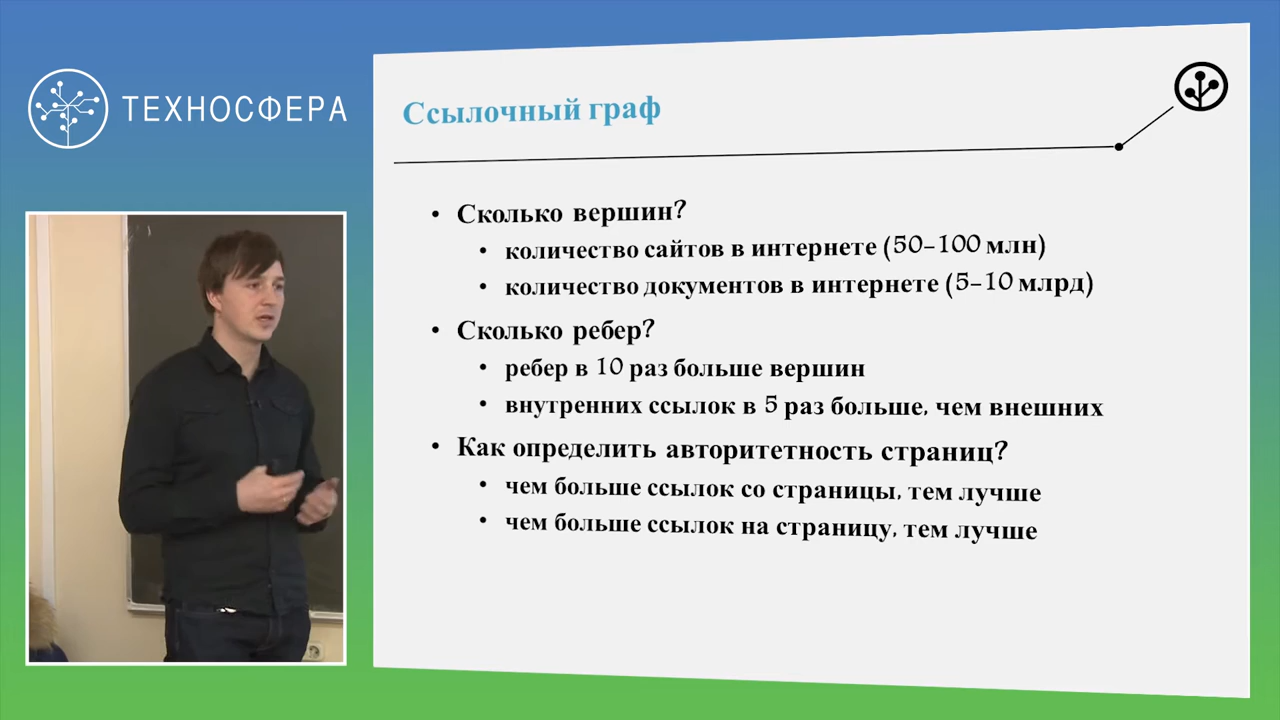 ТЕХНОСФЕРА
Ссылочный граф
• Сколько вершин?
• количество сайтов в интернете (50-100 млн)
• количество документов в интернете (5-10 млрд)
• Сколько ребер?
• ребер в 10 раз больше вершин
• внутренних ссылок в 5 раз больше, чем внешних
• Как определить авторитетность страниц?
• чем больше ссылок со страницы, тем лучше
• чем больше ссылок на страницу, тем лучше